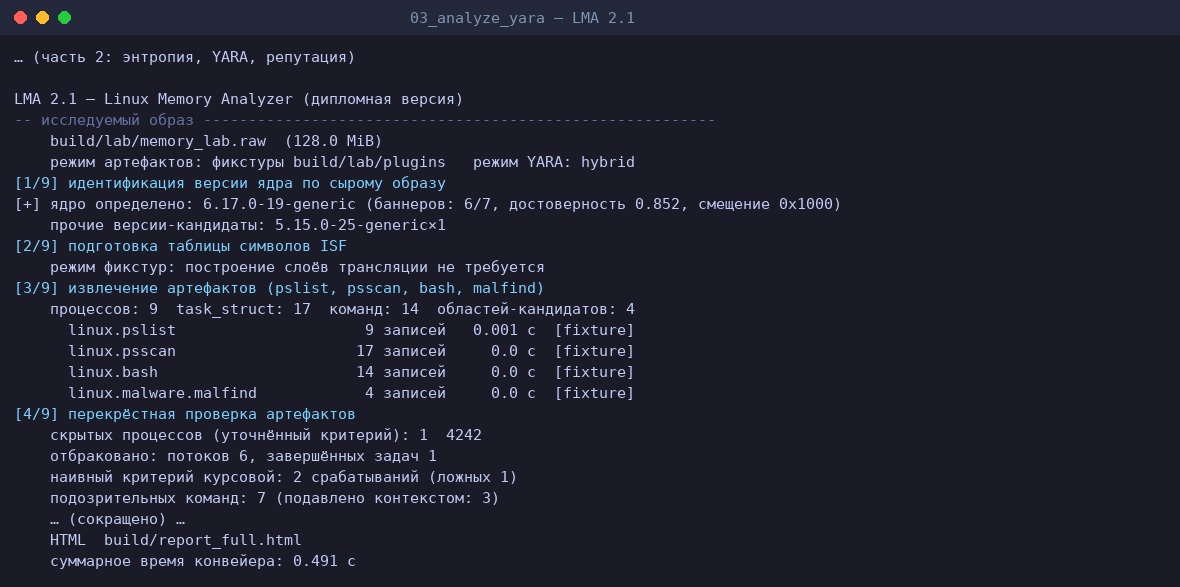 03_analyze_yara — LMA 2.1
… (часть 2: энтропия, YARA, репутация)
LMA 2.1 — Linux Memory Analyzer (дипломная версия)
-- исследуемый образ ---------------------------------------------------------
build/lab/memory_lab.raw  (128.0 MiB)
режим артефактов: фикстуры build/lab/plugins   режим YARA: hybrid
[1/9] идентификация версии ядра по сырому образу
[+] ядро определено: 6.17.0-19-generic (баннеров: 6/7, достоверность 0.852, смещение 0x1000)
прочие версии-кандидаты: 5.15.0-25-generic×1
[2/9] подготовка таблицы символов ISF
режим фикстур: построение слоёв трансляции не требуется
[3/9] извлечение артефактов (pslist, psscan, bash, malfind)
процессов: 9  task_struct: 17  команд: 14  областей-кандидатов: 4
linux.pslist                     9 записей   0.001 с  [fixture]
linux.psscan                    17 записей     0.0 с  [fixture]
linux.bash                      14 записей     0.0 с  [fixture]
linux.malware.malfind            4 записей     0.0 с  [fixture]
[4/9] перекрёстная проверка артефактов
скрытых процессов (уточнённый критерий): 1  4242
отбраковано: потоков 6, завершённых задач 1
наивный критерий курсовой: 2 срабатываний (ложных 1)
подозрительных команд: 7 (подавлено контекстом: 3)
… (сокращено) …
HTML  build/report_full.html
суммарное время конвейера: 0.491 с